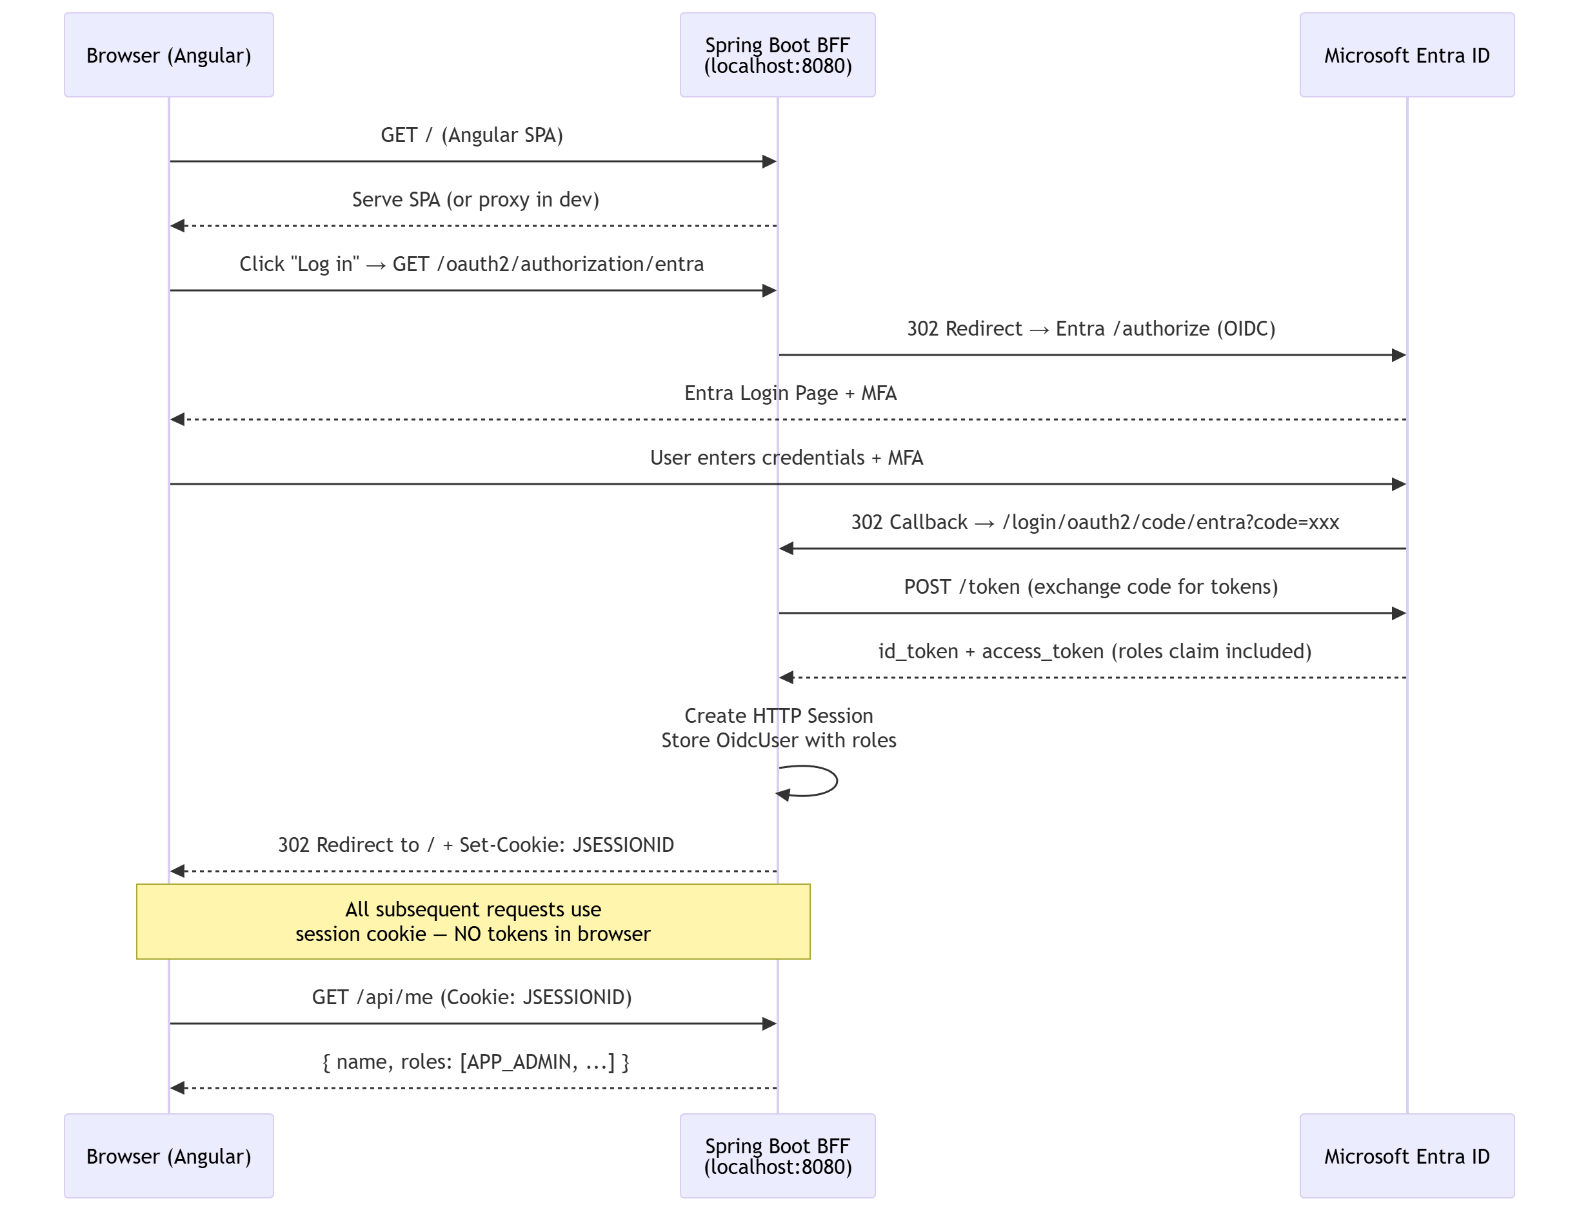 Browser (Angular)
Spring Boot BFF
(localhost:8080)
Microsoft Entra ID
GET / (Angular SPA)
Serve SPA (or proxy in dev)
Click "Log in" → GET /oauth2/authorization/entra
302 Redirect → Entra /authorize (OIDC)
Entra Login Page + MFA
User enters credentials + MFA
302 Callback → /login/oauth2/code/entra?code=xxx
POST /token (exchange code for tokens)
id_token + access_token (roles claim included)
Create HTTP Session
Store OidcUser with roles
302 Redirect to / + Set-Cookie: JSESSIONID
All subsequent requests use
session cookie — NO tokens in browser
GET /api/me (Cookie: JSESSIONID)
{ name, roles: [APP_ADMIN, ...] }
Browser (Angular)
Spring Boot BFF
(localhost:8080)
Microsoft Entra ID